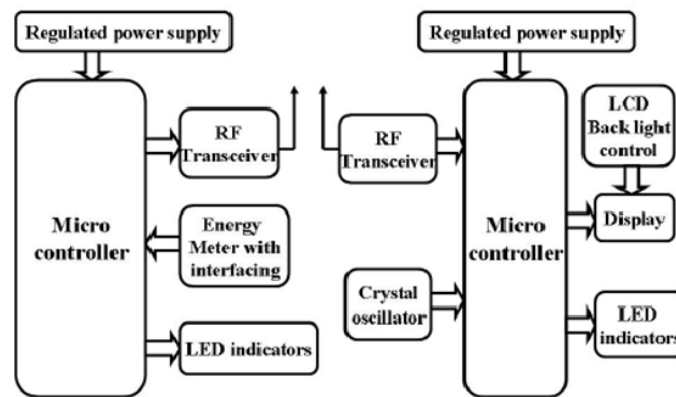 Regulated power supply
Micro
controller
RF
Transceiver
Energy
Meter with
interfacing
LED indicators
Regulated power supply
RF
Transceiver
Crystal
oscillator
Micro
controller
LCD
Back light
control
Display
LED
indicators